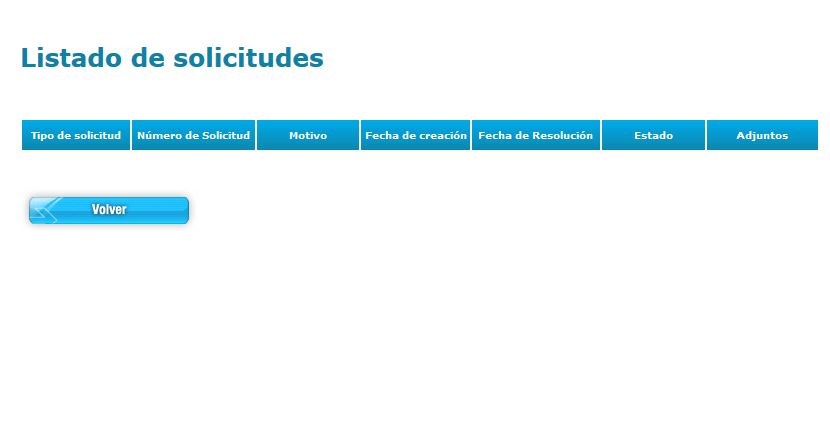 Listado de solicitudes
Tipo de solicitud Número de Solicitud Motivo Fecha de creación Fecha de Resolución Estado Adjuntos
Volver